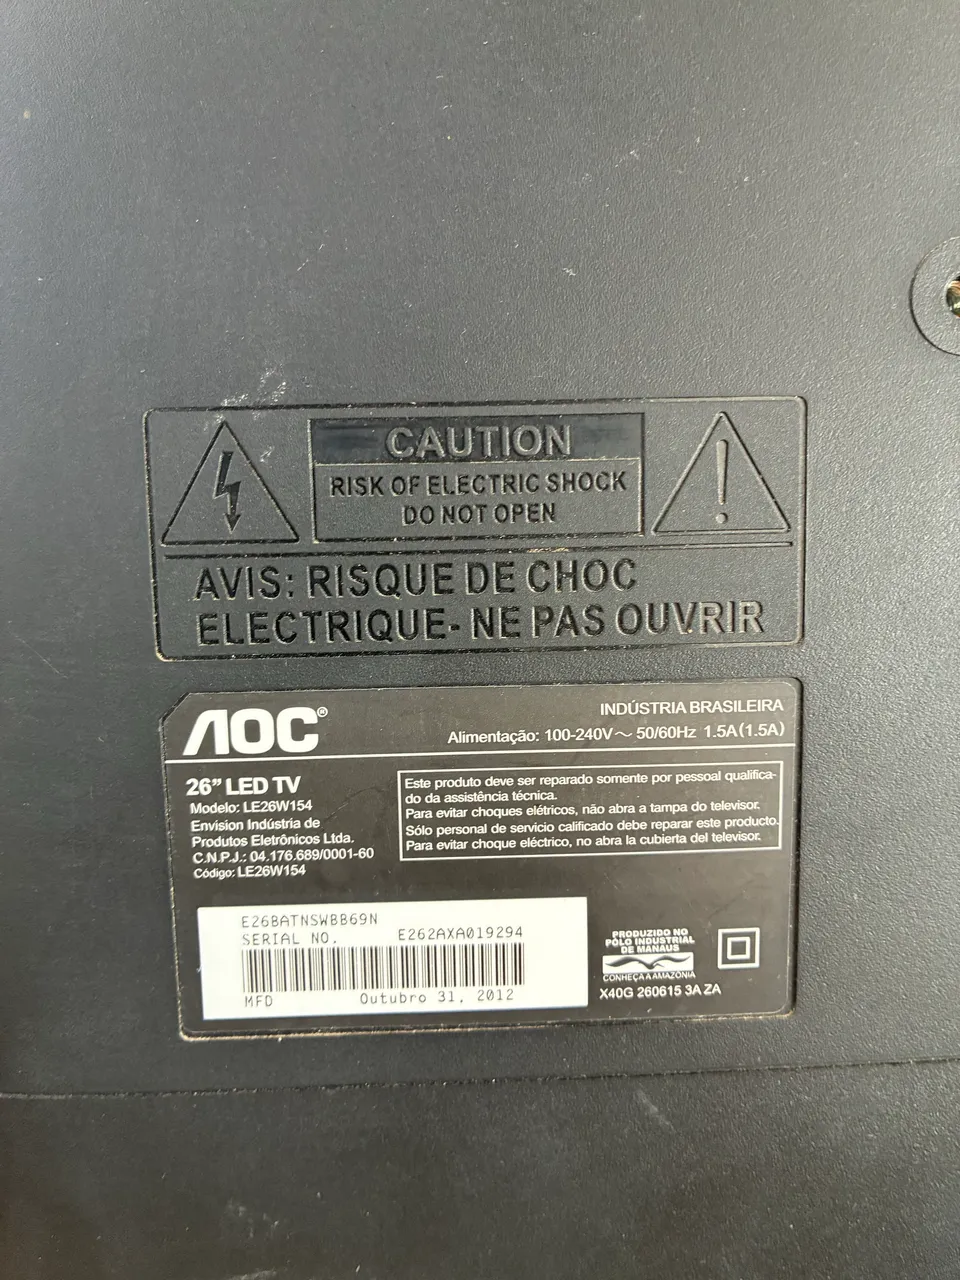 CAUTION
RISK OF ELECTRIC SHOCK
DO NOT OPEN
AVIS: RISQUE DE CHOC
ELECTRIQUE- NE PAS OUVRIR
AOC®
INDÚSTRIA BRASILEIRA
Alimentação: 100-240V～ 50/60Hz 1.5A(1.5A)
26” LED TV
Modelo: LE26W154
Envision Indústria de
Produtos Eletrônicos Ltda.
C.N.P.J.: 04.176.689/0001-60
Código: LE26W154
Este produto deve ser reparado somente por pessoal qualifica-
do da assistência técnica.
Para evitar choques elétricos, não abra a tampa do televisor.
Sólo personal de servicio calificado debe reparar este producto.
Para evitar choque eléctrico, no abra la cubierta del televisor.
E26BATNSWBB69N
SERIAL NO. E262AXA019294
MFD Outubro 31, 2012
PRODUZIDO NO
PÓLO INDUSTRIAL
DE MANAUS
CONHEÇA A AMAZÔNIA
X40G 260615 3A ZA